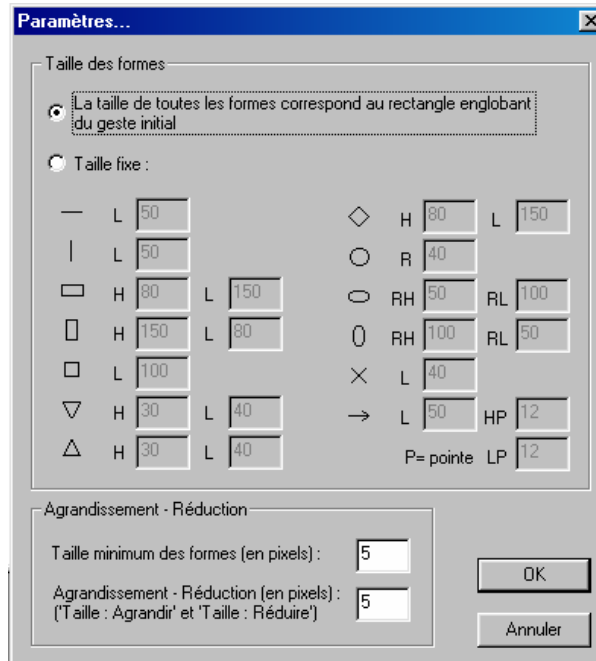 Paramètres...
Taille des formes
La taille de toutes les formes correspond au rectangle englobant
du geste initial
Taille fixe :
L 50
L 50
H 80 L 150
H 150 L 80
L 100
H 30 L 40
H 30 L 40
H 80 L 150
R 40
RH 50 RL 100
RH 100 RL 50
L 40
L 50 HP 12
P= pointe LP 12
Agrandissement - Réduction
Taille minimum des formes (en pixels) : 5
Agrandissement - Réduction (en pixels) : 5
('Taille : Agrandir' et 'Taille : Réduire')
OK
Annuler